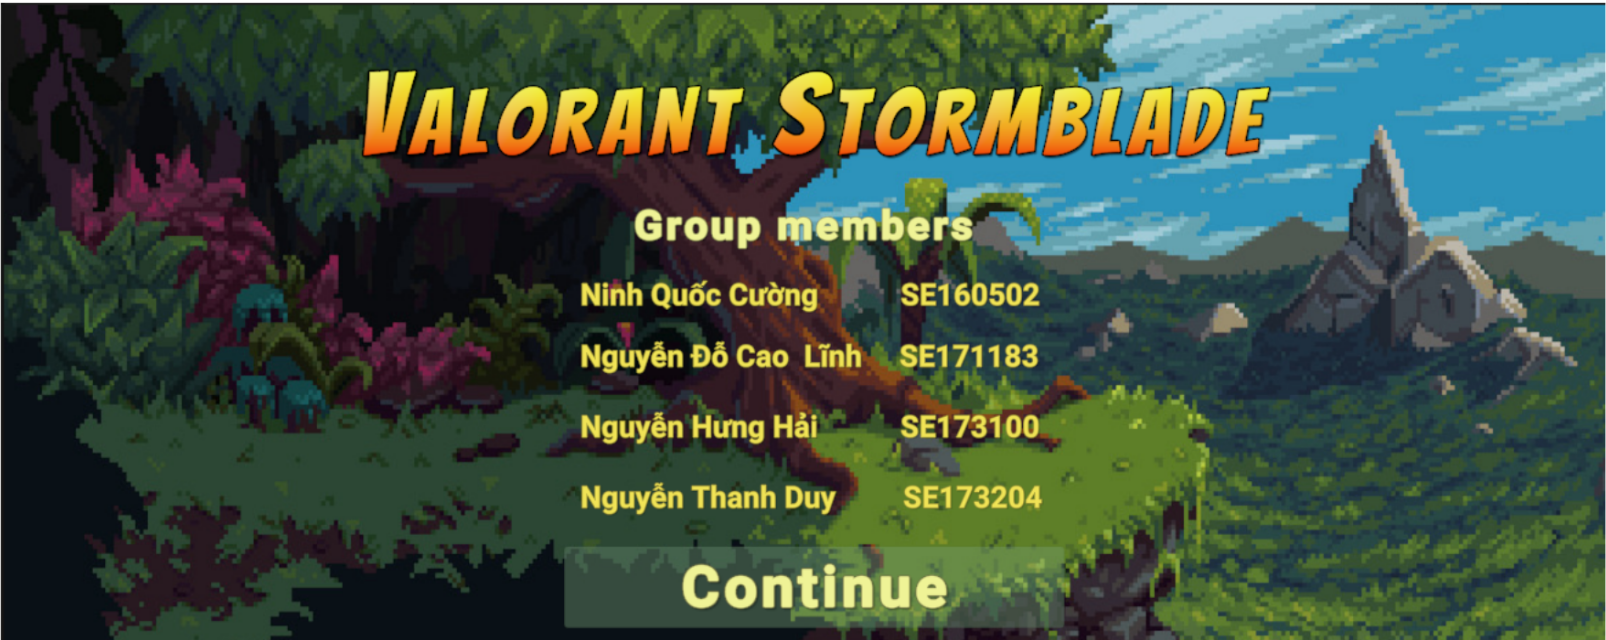 VALORANT STORMBLADE
Group members
Ninh Quốc Cường SE160502
Nguyễn Đỗ Cao Lĩnh SE171183
Nguyễn Hưng Hải SE173100
Nguyễn Thanh Duy SE173204
Continue